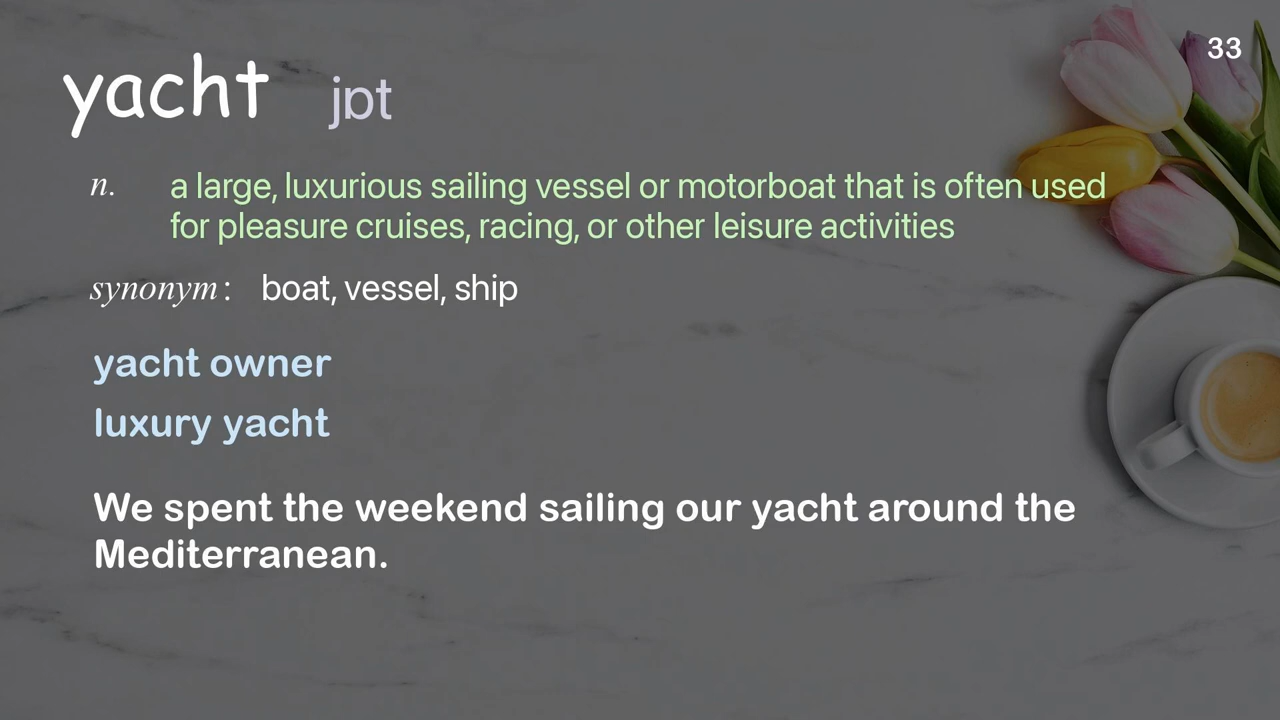 33
yacht jɒt
n. a large, luxurious sailing vessel or motorboat that is often used
for pleasure cruises, racing, or other leisure activities
synonym : boat, vessel, ship
yacht owner
luxury yacht
We spent the weekend sailing our yacht around the
Mediterranean.